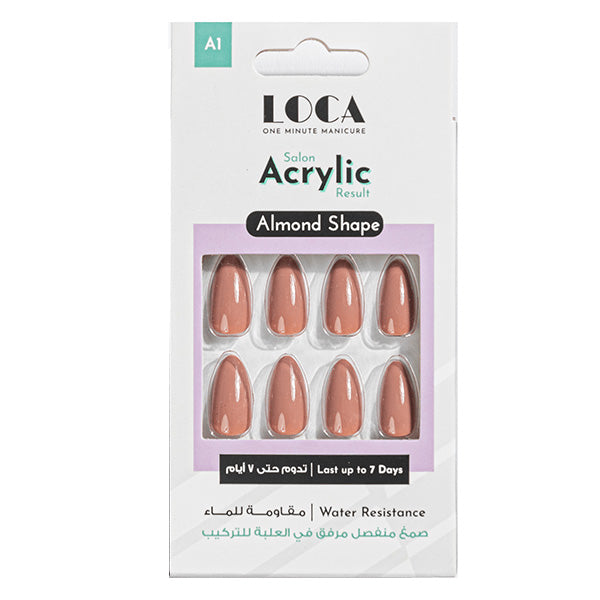 A1
LOCA
ONE MINUTE MANICURE
Salon
Acrylic
Result
Almond Shape
تدوم حتى ٧ أيام | Last up to 7 Days
مقاومة للماء | Water Resistance
صمغ منفصل مرفق في العلبة للتركيب